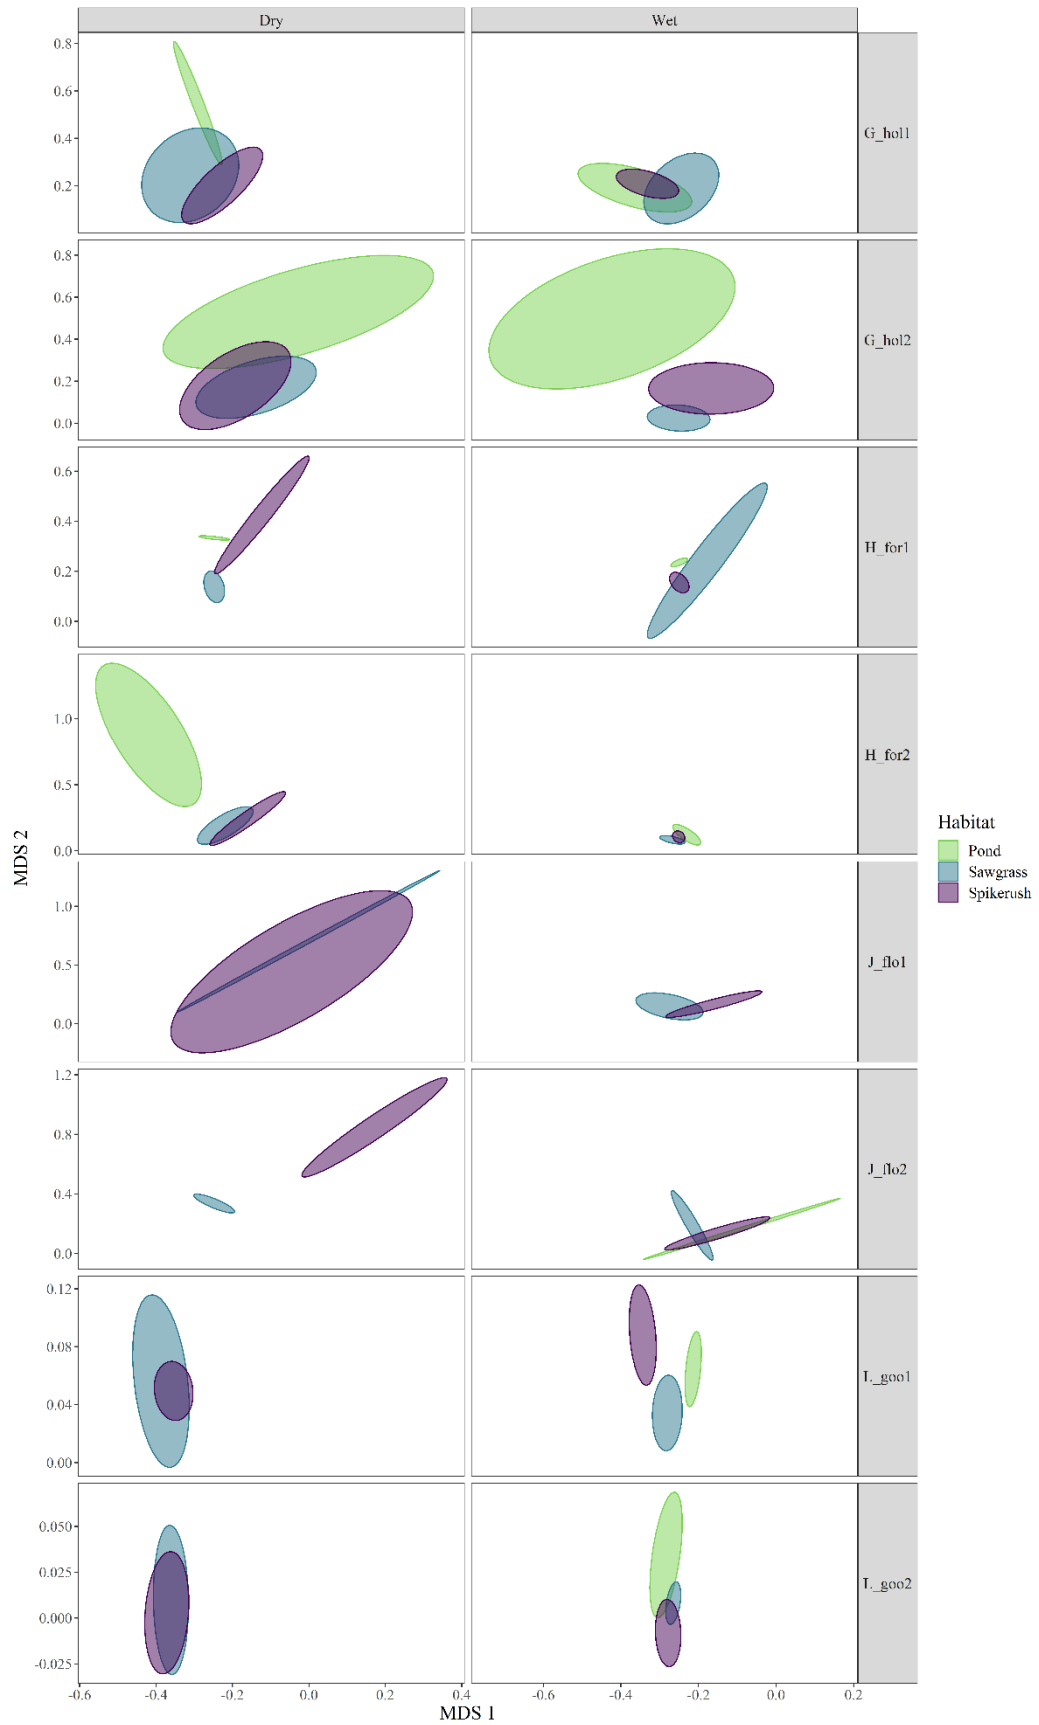 Dry Wet
0.8
0.6
0.4
0.2
G_hol1
0.8
0.6
0.4
0.2
0.0
G_hol2
0.6
0.4
0.2
0.0
H_for1
1.0
0.5
0.0
H_for2
1.0
0.5
0.0
J_flo1
1.2
0.8
0.4
0.0
J_flo2
0.12
0.08
0.04
0.00
L_goo1
0.050
0.025
0.000
-0.025
L_goo2
-0.6 -0.4 -0.2 0.0 0.2 0.4 -0.6 -0.4 -0.2 0.0 0.2
MDS 1
MDS 2
Habitat
Pond
Sawgrass
Spikerush